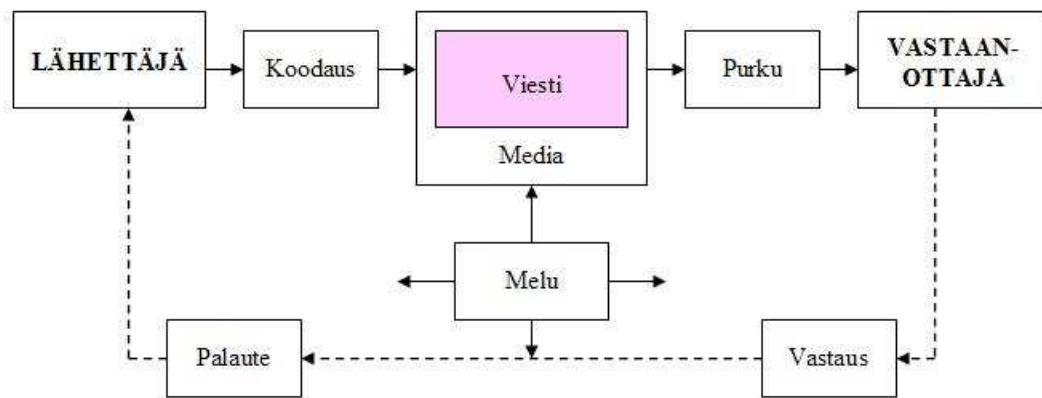 LÄHETTÄJÄ
Koodaus
Viesti
Media
Purku
VASTAAN-
OTTAJA
Melu
Palaute
Vastaus